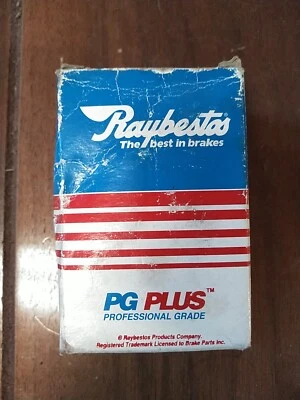 Raybestos
The best in brakes
PG PLUS™
PROFESSIONAL GRADE
® Raybestos Products Company.
Registered Trademark Licensed to Brake Parts Inc.